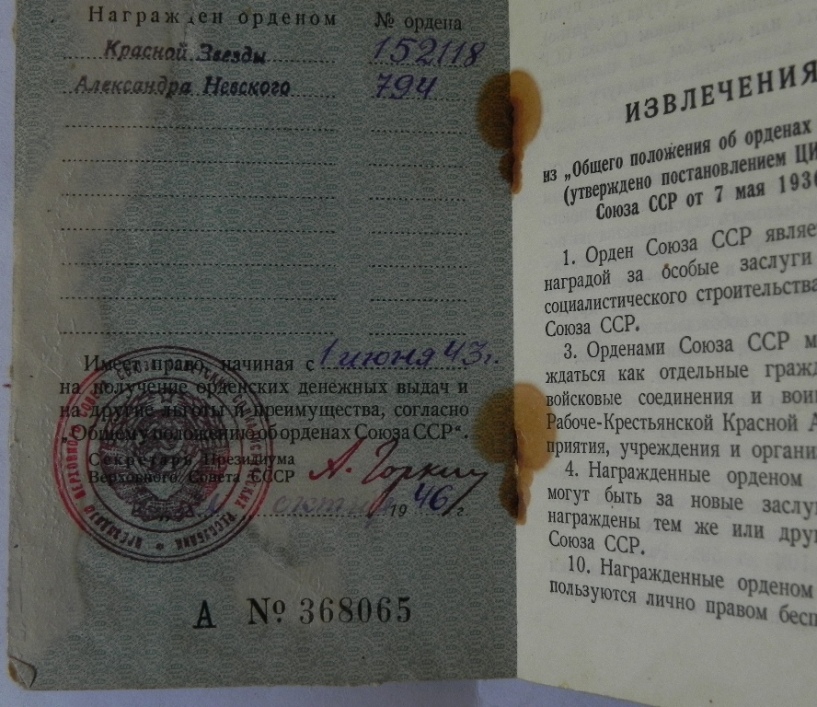 Награжден орденом № ордена
Красной Звезды 152118
Александра Невского 794
Имеет право, начиная с 1 июня 43 г.
на получение орденских денежных выдач и
на другие льготы и преимущества, согласно
„Общему положению об орденах Союза ССР“.
Секретарь Президиума
Верховного Совета СССР А. Горкин
октября 1946 г.
А № 368065
ИЗВЛЕЧЕНИЯ
из „Общего положения об орденах
(утверждено постановлением ЦИ
Союза ССР от 7 мая 1936
1. Орден Союза ССР являе
наградой за особые заслуги
социалистического строительства
Союза ССР.
3. Орденами Союза ССР м
ждаться как отдельные гражд
войсковые соединения и воин
Рабоче-Крестьянской Красной А
приятия, учреждения и органи
4. Награжденные орденом
могут быть за новые заслу
награждены тем же или дру
Союза ССР.
10. Награжденные орденом
пользуются лично правом бесп